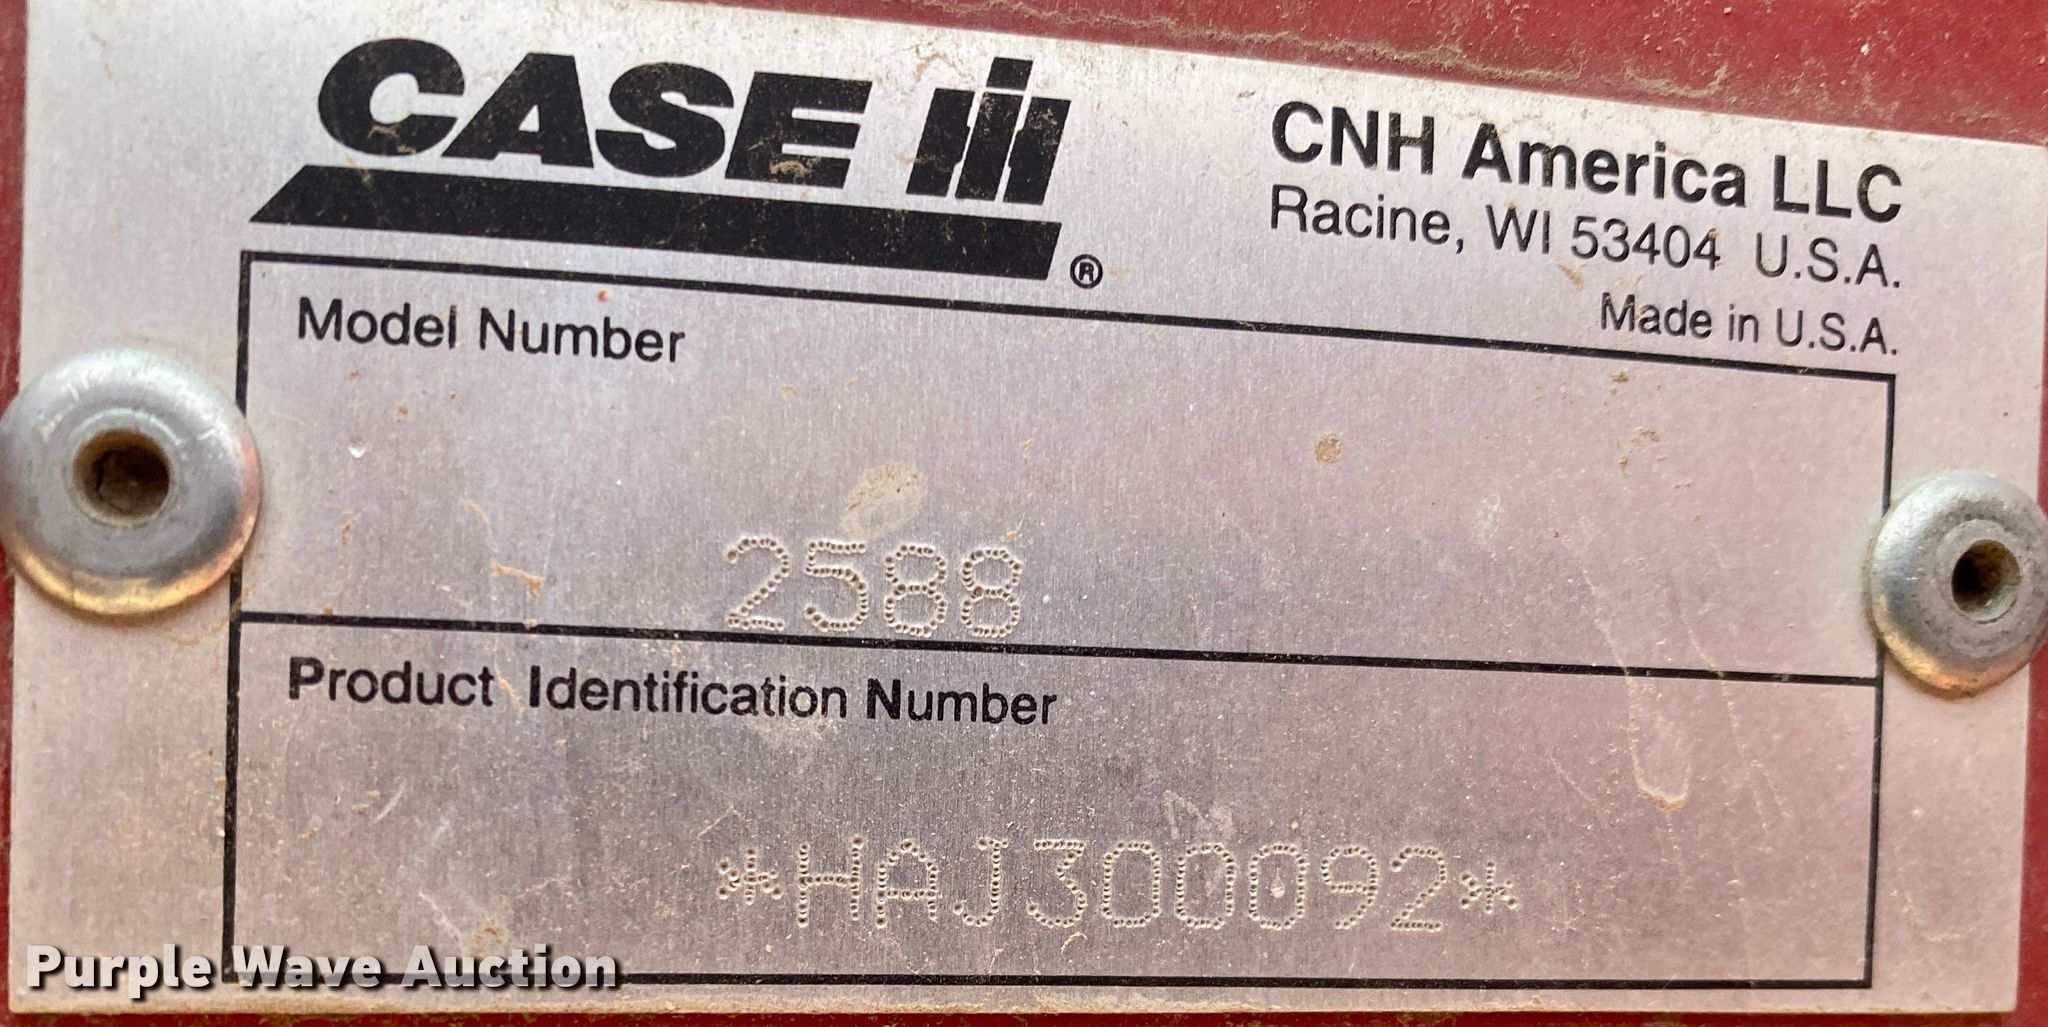 CASE IH ®
CNH America LLC
Racine, WI 53404 U.S.A.
Made in U.S.A.
Model Number
2588
Product Identification Number
*HAJ300092*
Purple Wave Auction